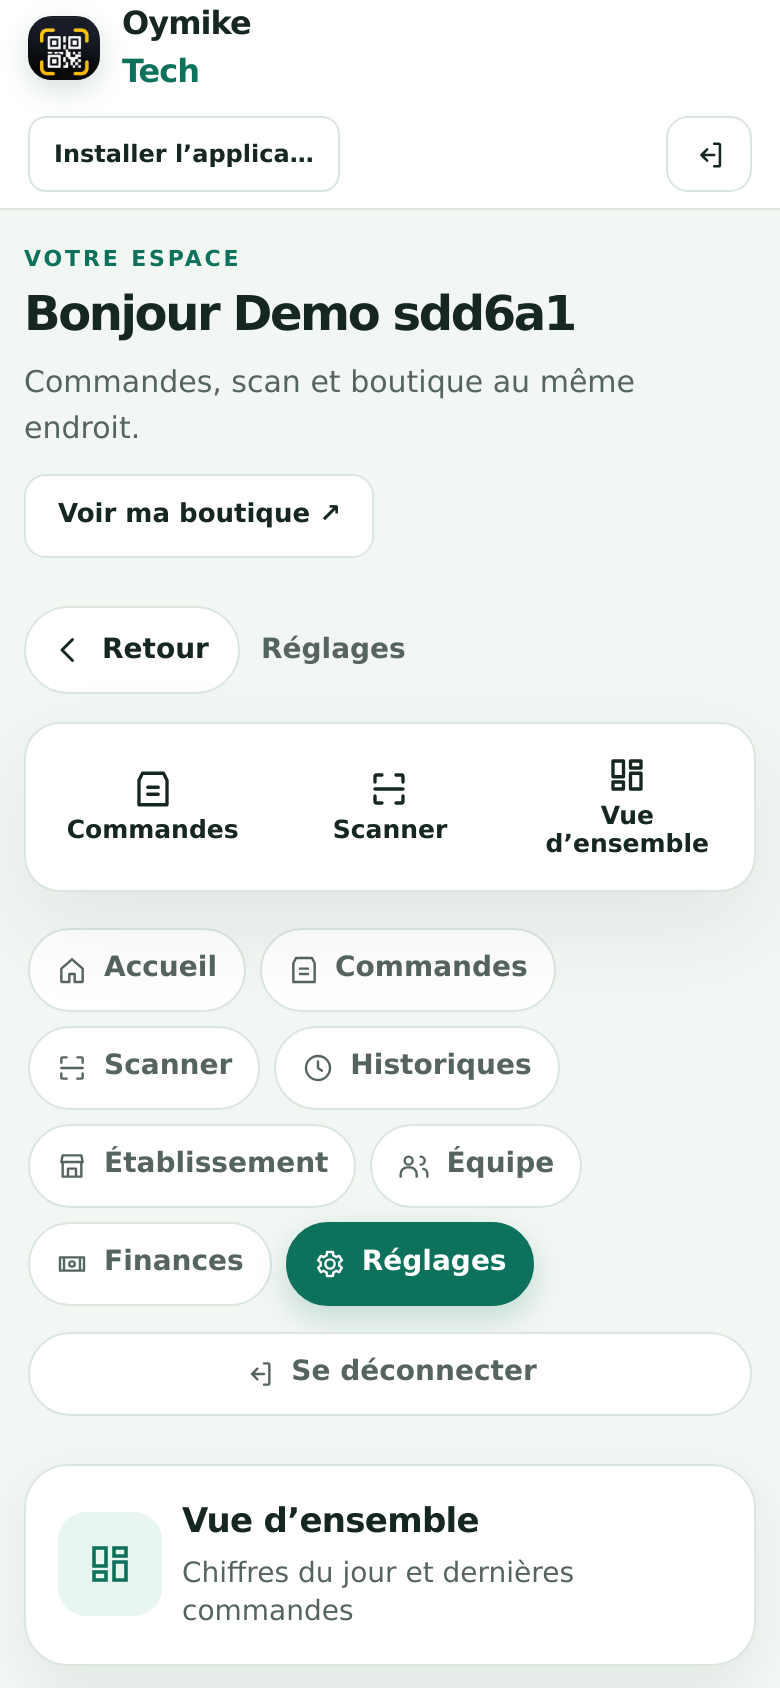 Oymike
Tech
Installer l’applica…
VOTRE ESPACE
Bonjour Demo sdd6a1
Commandes, scan et boutique au même
endroit.
Voir ma boutique ↗
Retour
Réglages
Commandes
Scanner
Vue
d’ensemble
Accueil
Commandes
Scanner
Historiques
Établissement
Équipe
Finances
Réglages
Se déconnecter
Vue d’ensemble
Chiffres du jour et dernières
commandes